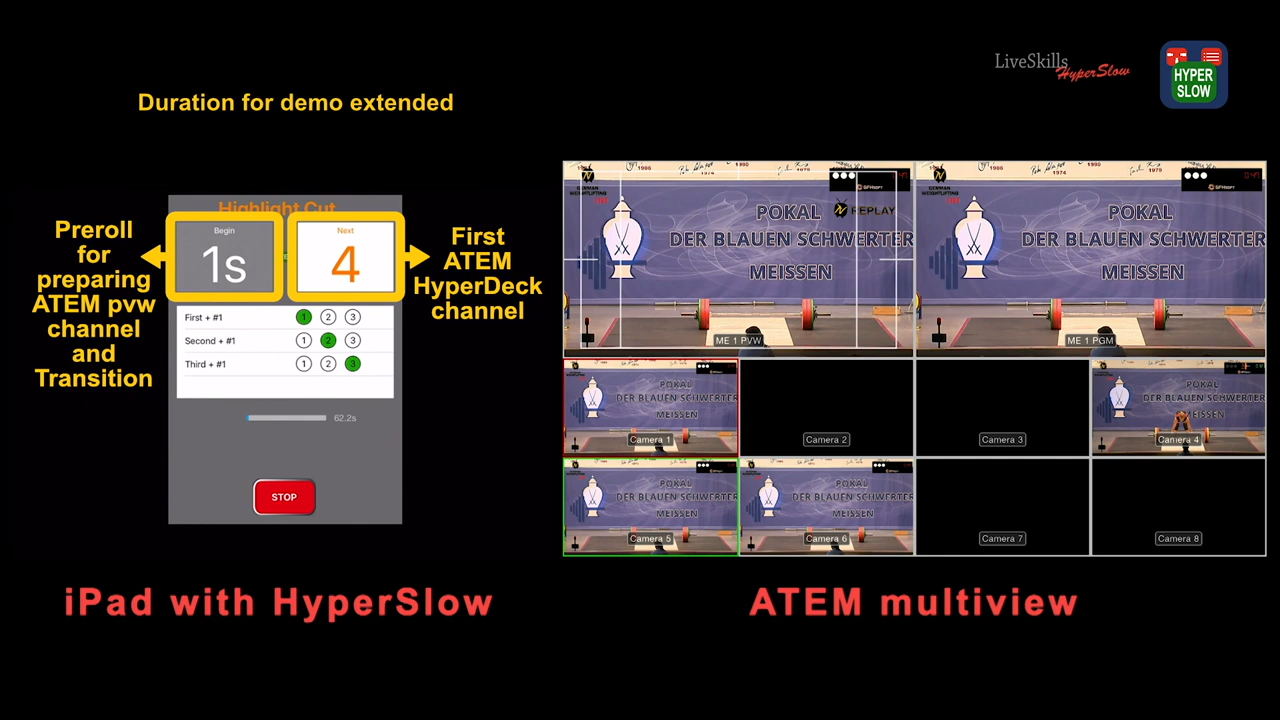 LiveSkills
HyperSlow
HYPER
SLOW
Duration for demo extended
Preroll
for
preparing
ATEM pvw
channel
and
Transition
Highlight Cut
Begin
1s
Next
4
First
ATEM
HyperDeck
channel
First + #1 1 2 3
Second + #1 1 2 3
Third + #1 1 2 3
62.2s
STOP
iPad with HyperSlow
REPLAY
POKAL
DER BLAUEN SCHWERTER
MEISSEN
ME 1 PVW
POKAL
DER BLAUEN SCHWERTER
MEISSEN
ME 1 PGM
POKAL
DER BLAUEN SCHWERTER
MEISSEN
Camera 1
Camera 2
Camera 3
POKAL
DER BLAUEN SCHWERTER
MEISSEN
Camera 4
POKAL
DER BLAUEN SCHWERTER
MEISSEN
Camera 5
POKAL
DER BLAUEN SCHWERTER
MEISSEN
Camera 6
Camera 7
Camera 8
ATEM multiview